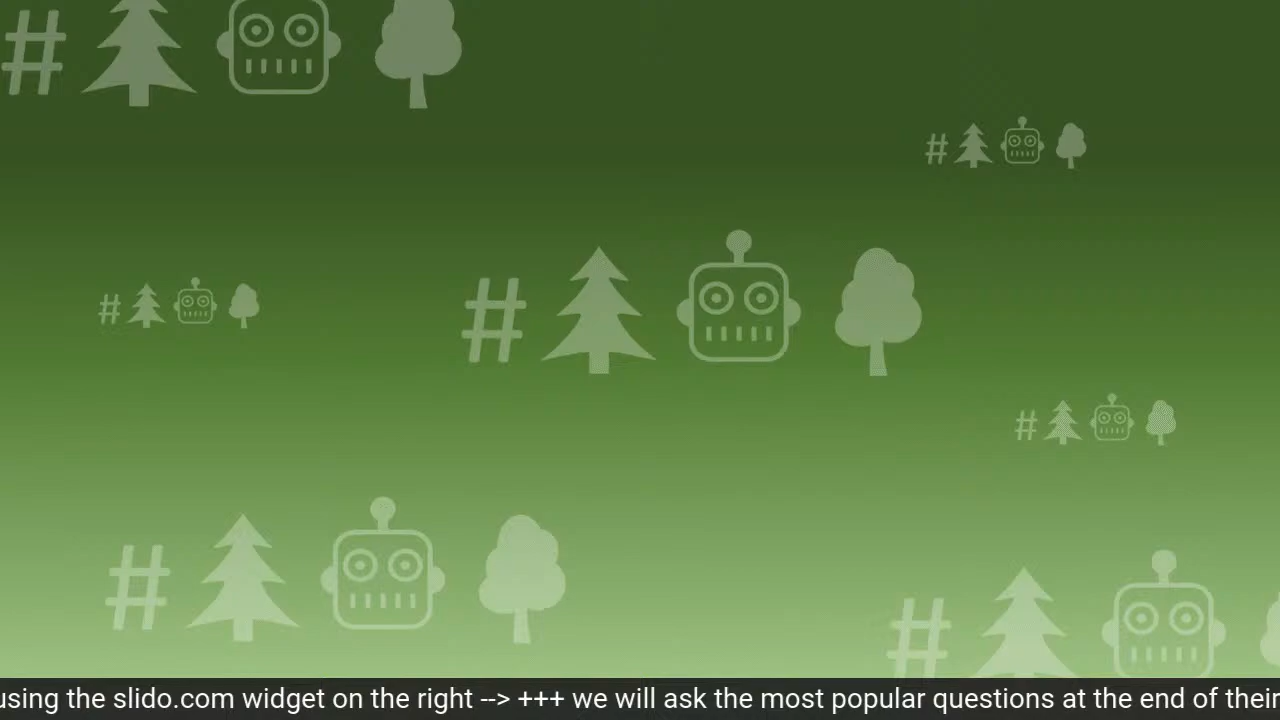 using the slido.com widget on the right --> +++ we will ask the most popular questions at the end of their